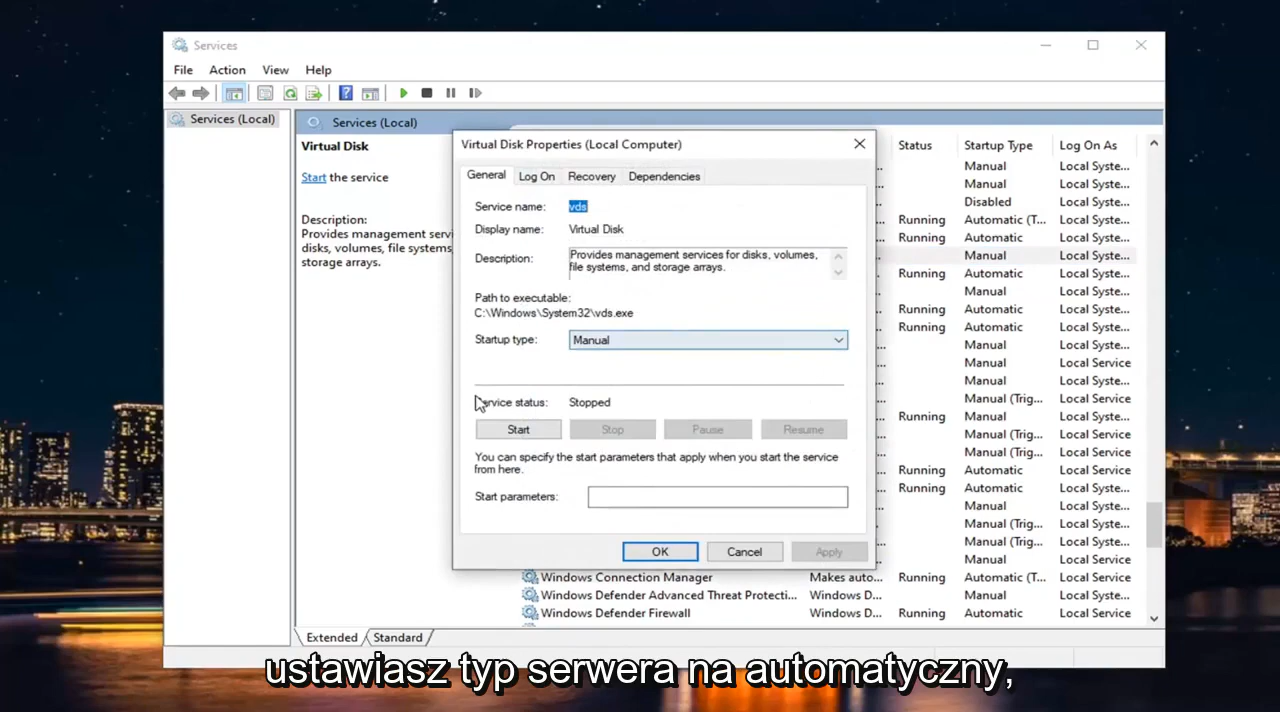 Services
File Action View Help
Services (Local)
Services (Local)
Virtual Disk
Start the service
Description:
Provides management servi
disks, volumes, file systems,
storage arrays.
Virtual Disk Properties (Local Computer)
General Log On Recovery Dependencies
Service name: vds
Display name: Virtual Disk
Description: Provides management services for disks, volumes,
file systems, and storage arrays.
Path to executable:
C:\Windows\System32\vds.exe
Startup type: Manual
Service status: Stopped
Start Stop Pause Resume
You can specify the start parameters that apply when you start the service
from here.
Start parameters:
OK Cancel Apply
Status Startup Type Log On As
Manual Local Syste...
Manual Local Syste...
Disabled Local Syste...
Running Automatic (T... Local Syste...
Running Automatic Local Syste...
Manual Local Syste...
Running Automatic Local Syste...
Manual Local Syste...
Running Automatic Local Syste...
Running Automatic Local Syste...
Manual Local Syste...
Manual Local Service
Manual Local Syste...
Manual (Trig... Local Service
Running Manual Local Syste...
Manual (Trig... Local Service
Manual (Trig... Local Syste...
Running Automatic Local Service
Running Automatic Local Syste...
Manual Local Syste...
Manual (Trig... Local Syste...
Manual (Trig... Local Syste...
Manual Local Service
Windows Connection Manager Makes auto... Running Automatic (T... Local Service
Windows Defender Advanced Threat Protecti... Windows D... Manual Local Syste...
Windows Defender Firewall Windows D... Running Automatic Local Service
Extended Standard
ustawiasz typ serwera na automatyczny,